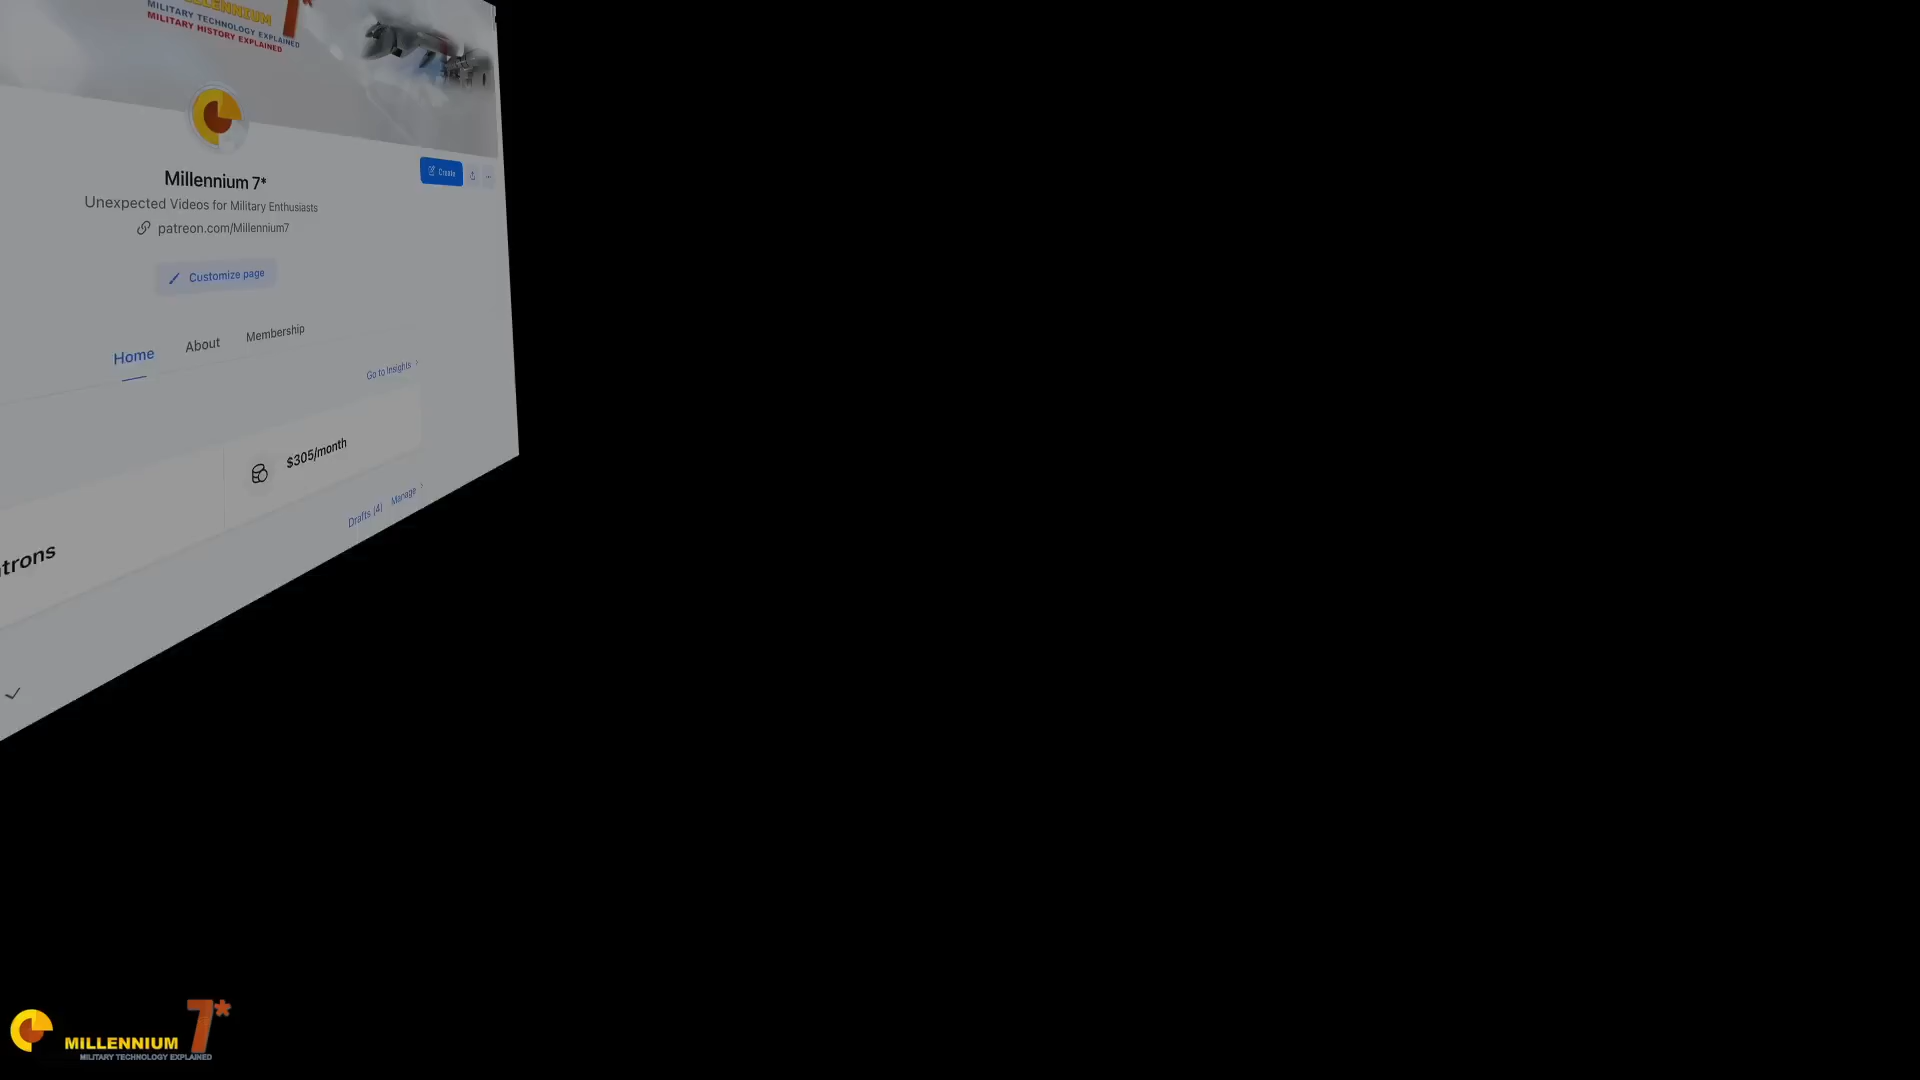 MILLENNIUM 7*
MILITARY TECHNOLOGY EXPLAINED
MILITARY HISTORY EXPLAINED
Create
Millennium 7*
Unexpected Videos for Military Enthusiasts
patreon.com/Millennium7
Customize page
Home About Membership
Go to Insights
$305/month
Drafts (4) Manage
trons
MILLENNIUM 7*
MILITARY TECHNOLOGY EXPLAINED